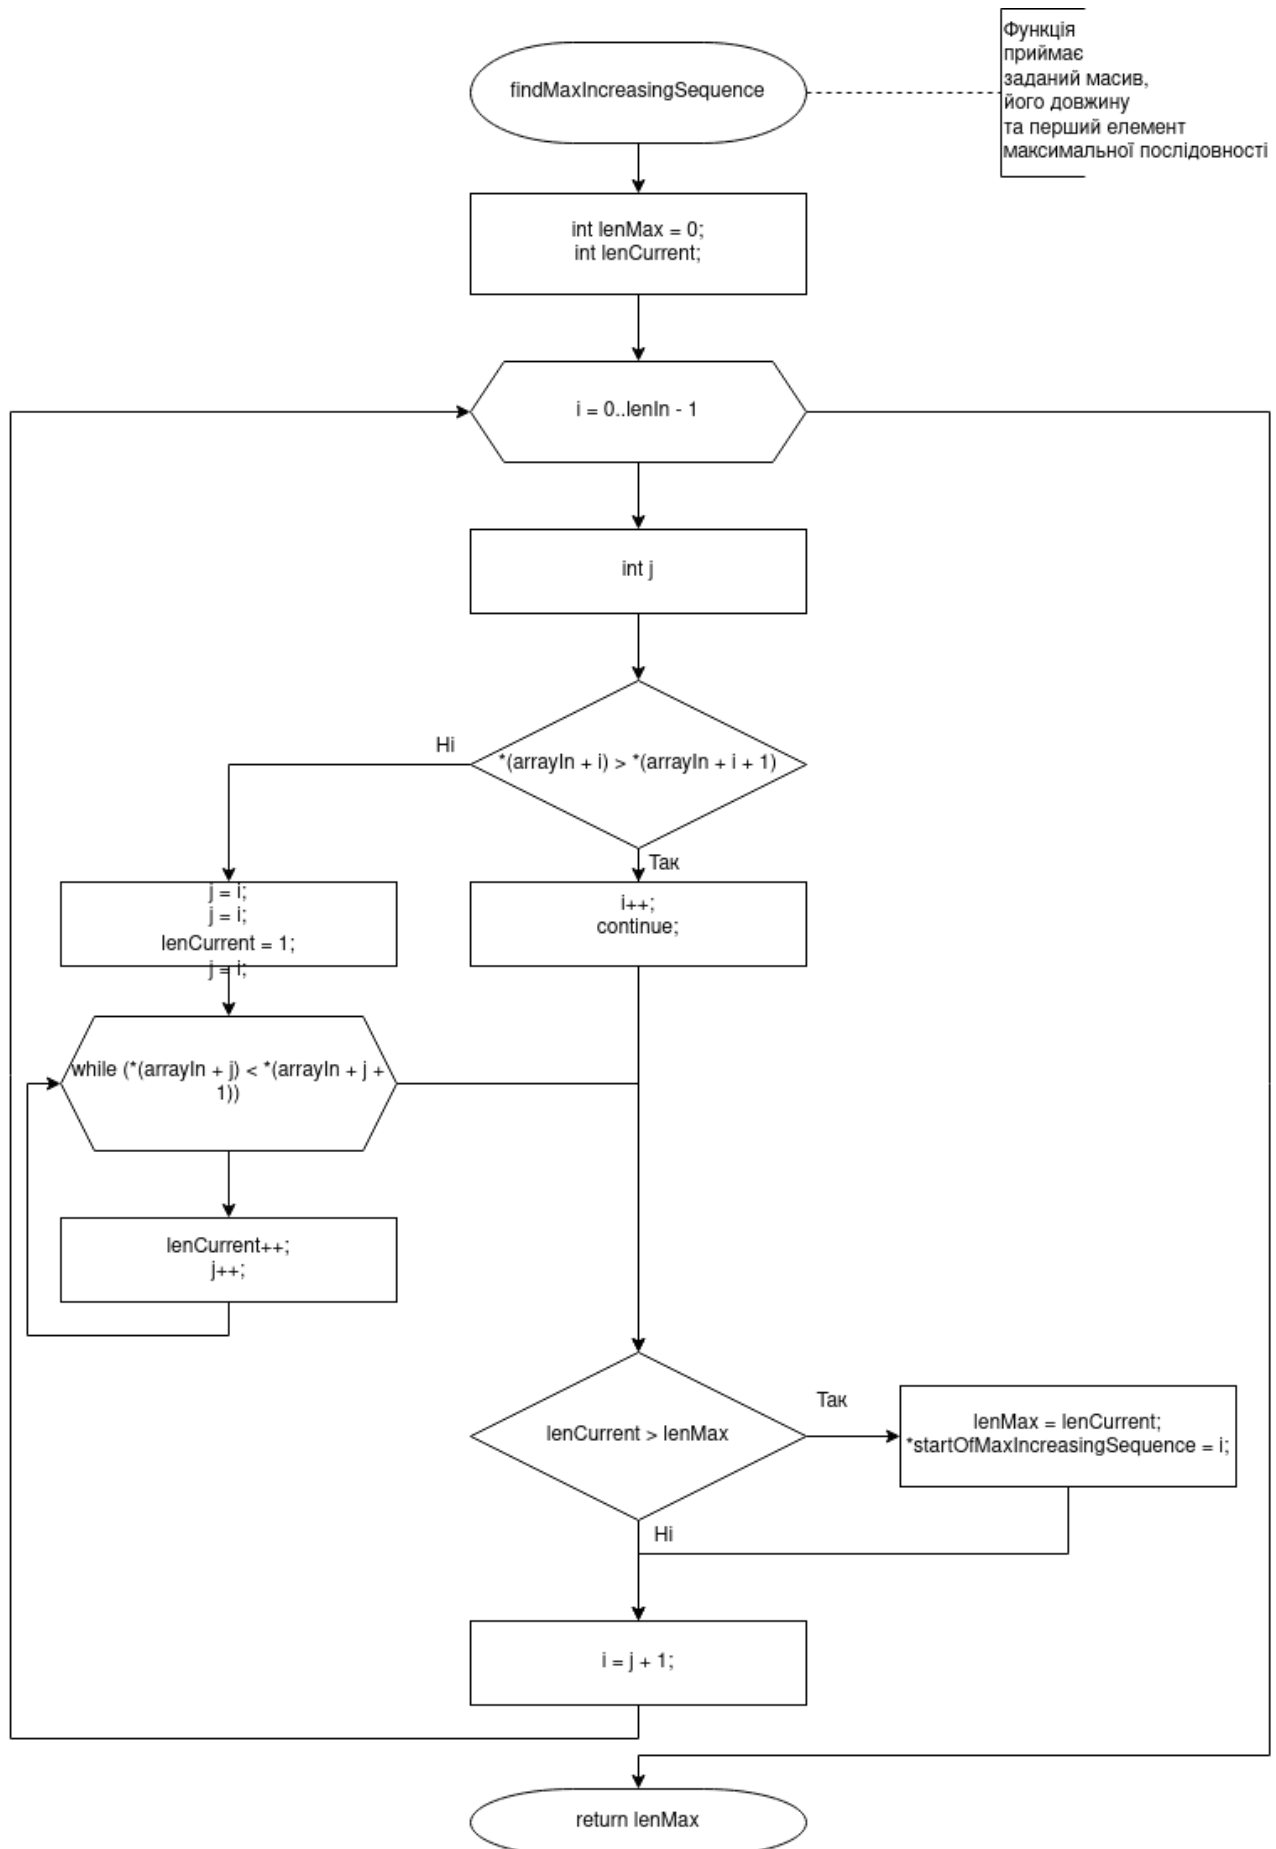 Функція
приймає
заданий масив,
його довжину
та перший елемент
максимальної послідовності
findMaxIncreasingSequence
int lenMax = 0;
int lenCurrent;
i = 0..lenIn - 1
int j
*(arrayIn + i) > *(arrayIn + i + 1)
Ні
Так
j = i;
j = i;
lenCurrent = 1;
j = i;
i++;
continue;
while (*(arrayIn + j) < *(arrayIn + j +
1))
lenCurrent++;
j++;
lenCurrent > lenMax
Так
lenMax = lenCurrent;
*startOfMaxIncreasingSequence = i;
Ні
i = j + 1;
return lenMax